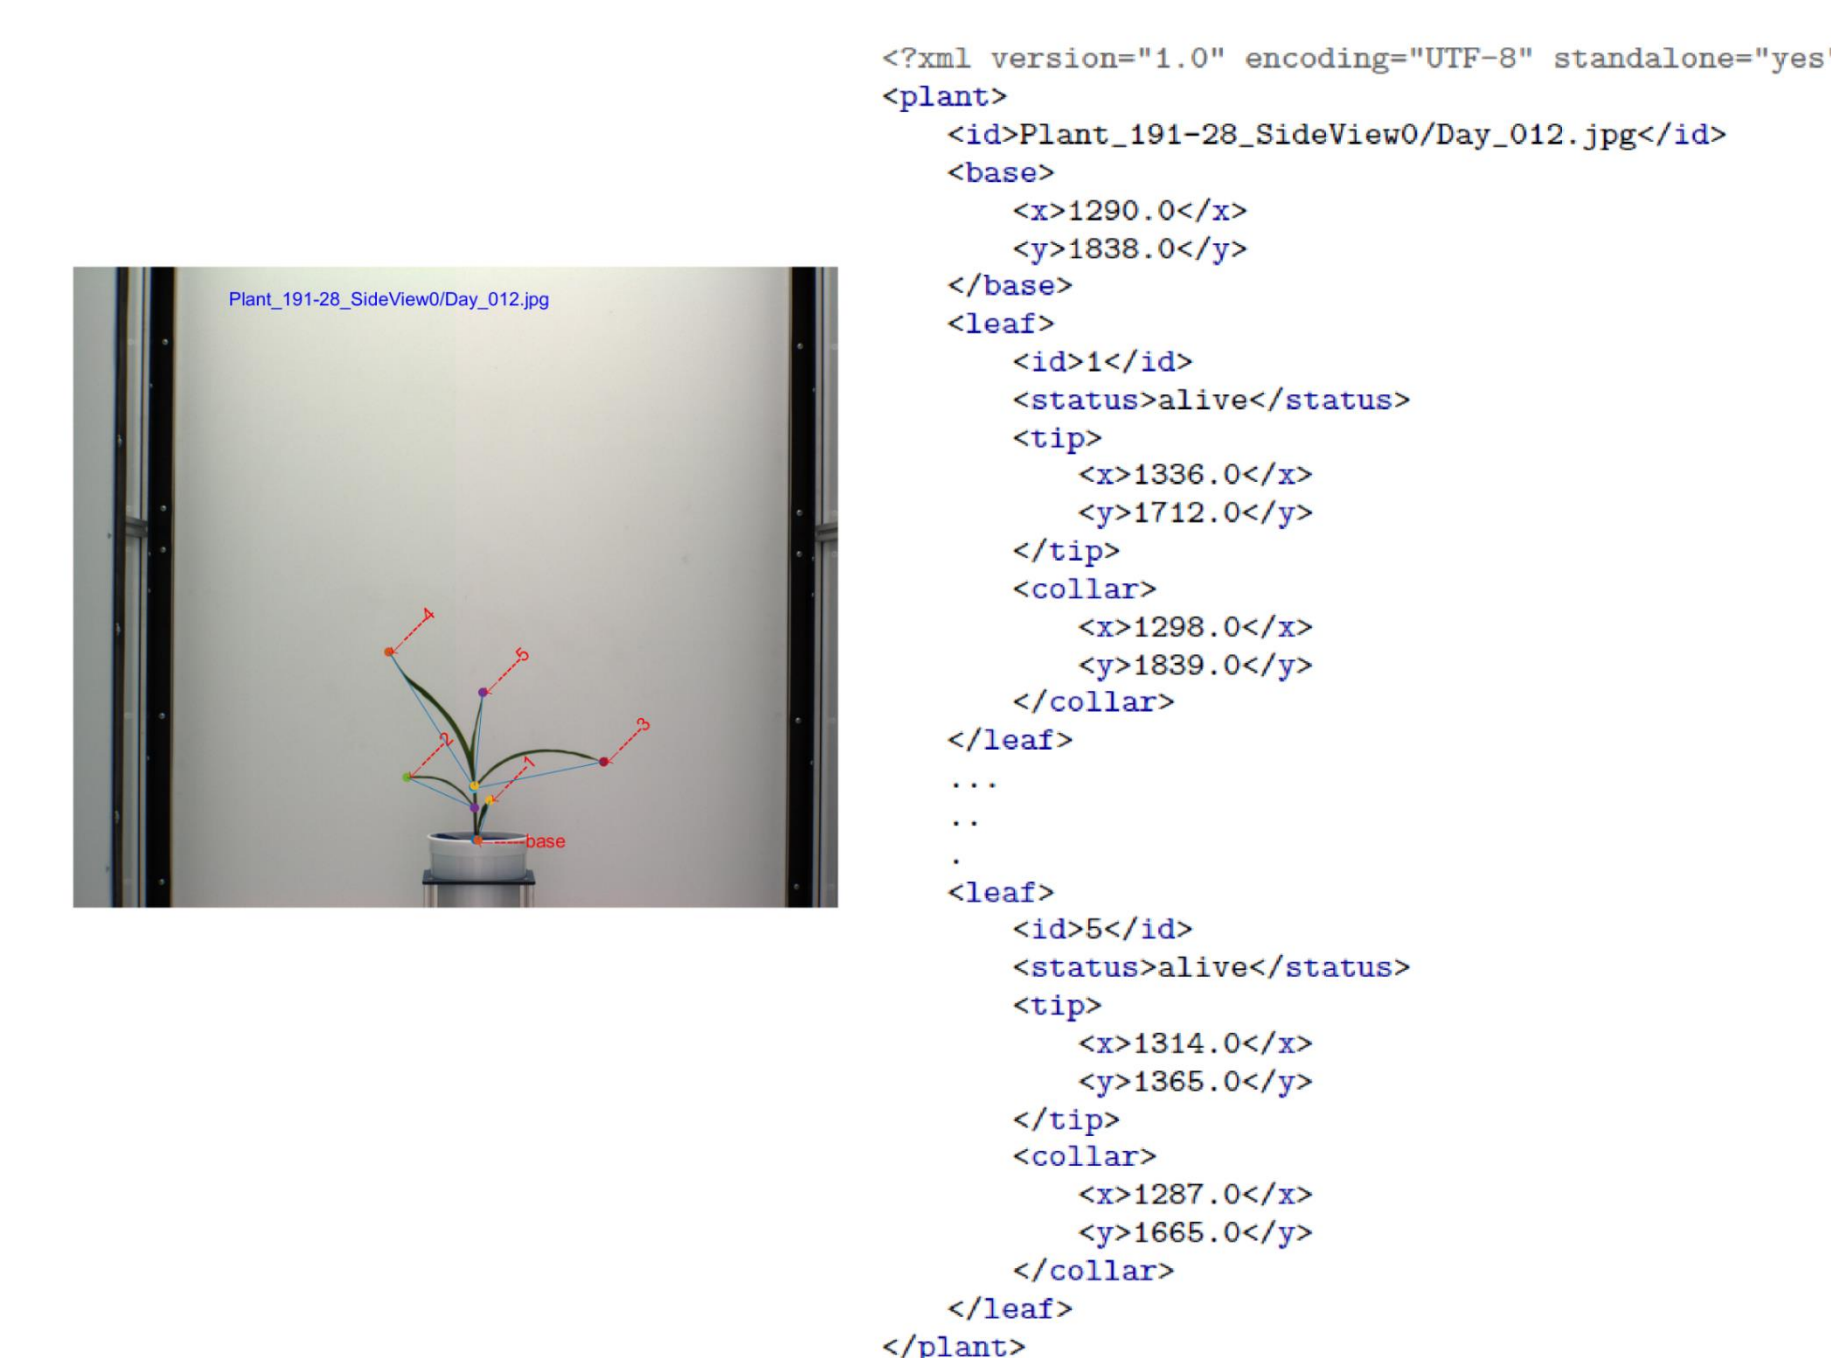 Plant_191-28_SideView0/Day_012.jpg
4
5
3
2
1
base
<?xml version="1.0" encoding="UTF-8" standalone="yes"
<plant>
<id>Plant_191-28_SideView0/Day_012.jpg</id>
<base>
<x>1290.0</x>
<y>1838.0</y>
</base>
<leaf>
<id>1</id>
<status>alive</status>
<tip>
<x>1336.0</x>
<y>1712.0</y>
</tip>
<collar>
<x>1298.0</x>
<y>1839.0</y>
</collar>
</leaf>
...
..
.
<leaf>
<id>5</id>
<status>alive</status>
<tip>
<x>1314.0</x>
<y>1365.0</y>
</tip>
<collar>
<x>1287.0</x>
<y>1665.0</y>
</collar>
</leaf>
</plant>